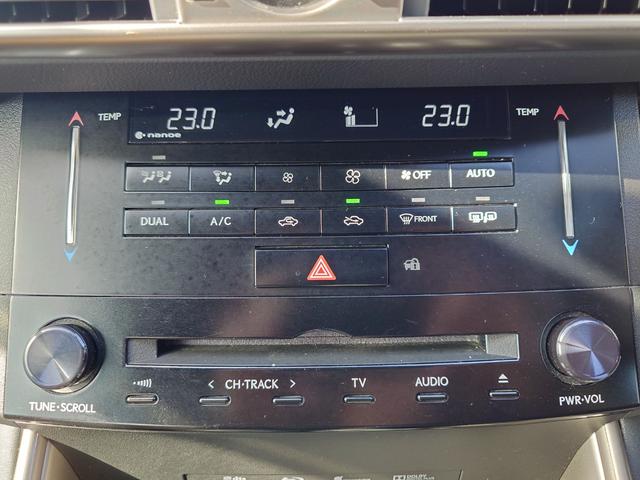 TEMP 23.0 23.0 TEMP
nanoe
OFF AUTO
DUAL A/C FRONT
< CH·TRACK > TV AUDIO
TUNE·SCROLL PWR·VOL
DOLBY